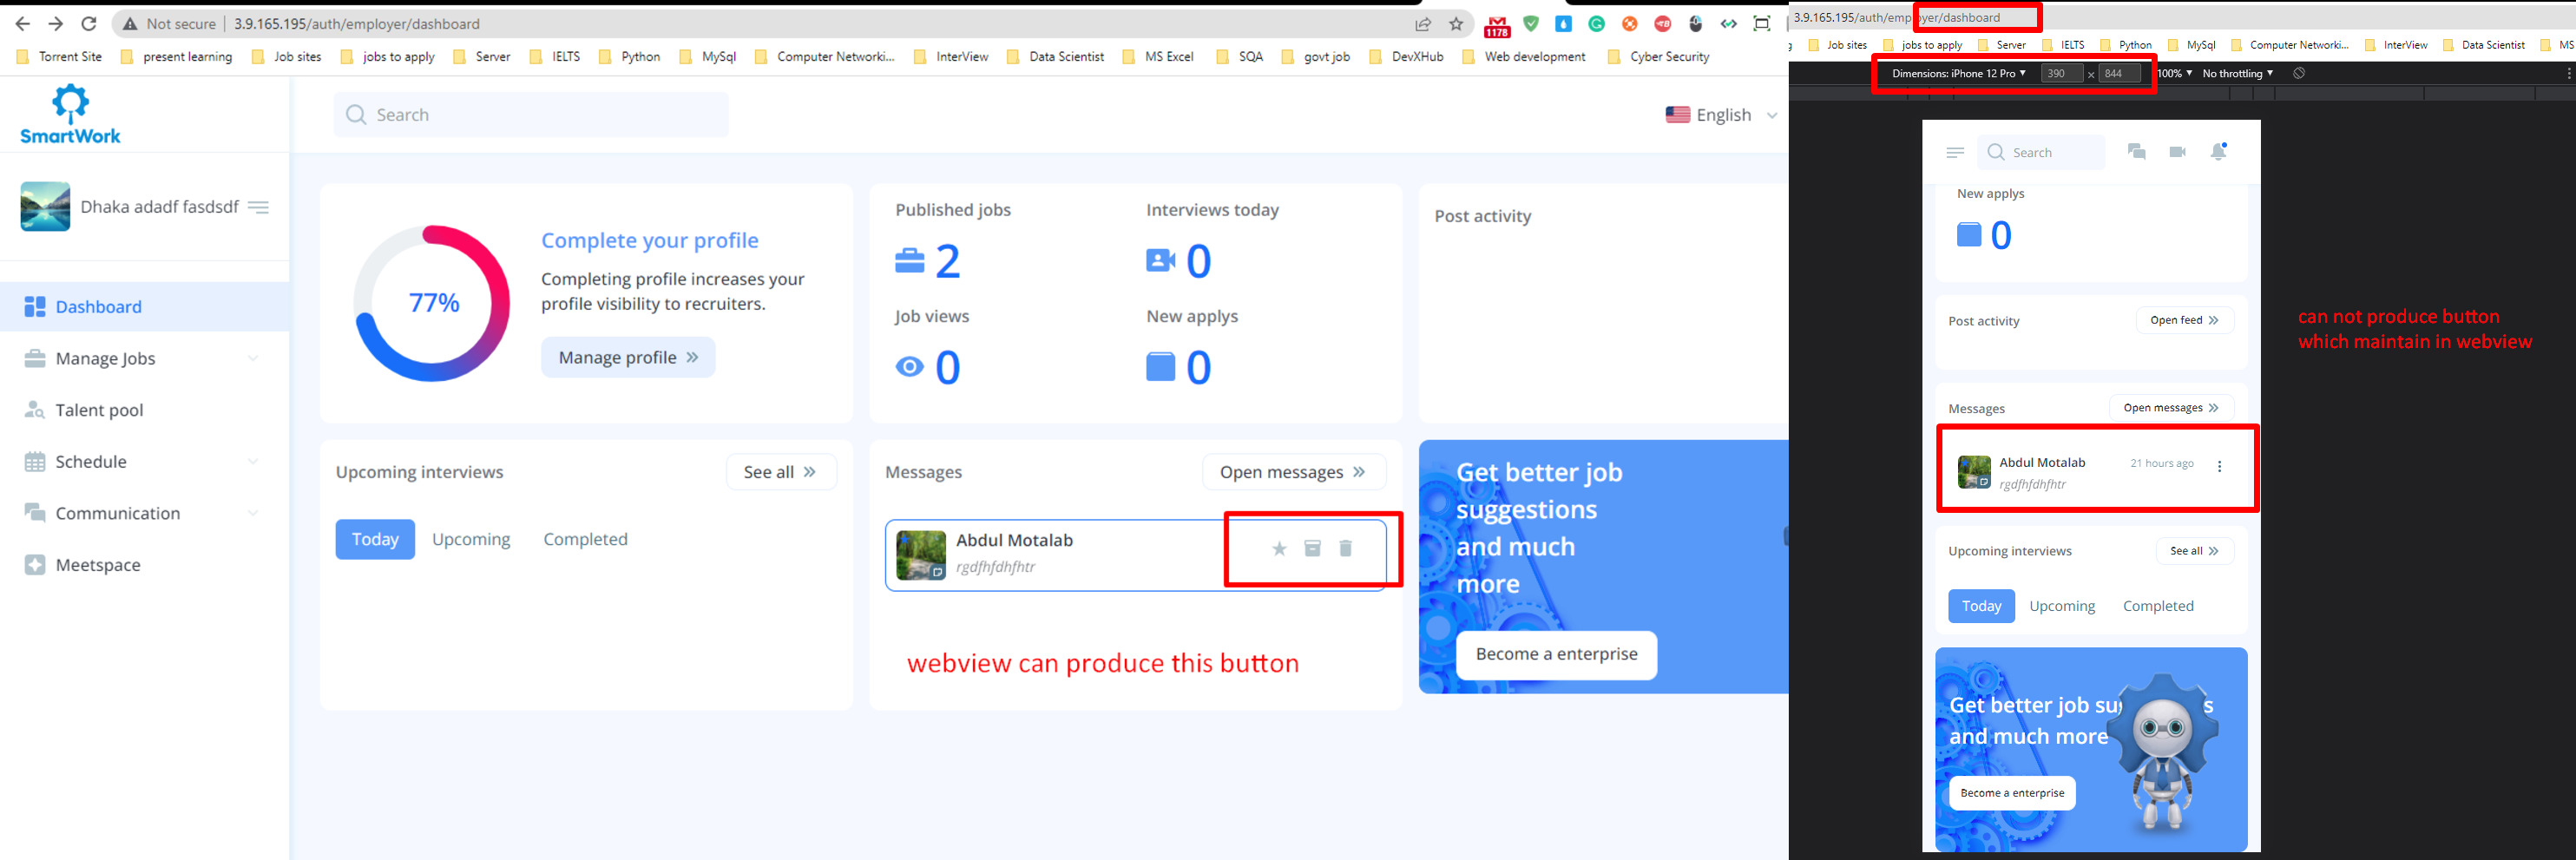 Not secure | 3.9.165.195/auth/employer/dashboard
1178
Torrent Site present learning Job sites jobs to apply Server IELTS Python MySql Computer Networki... InterView Data Scientist MS Excel SQA govt job DevXHub Web development Cyber Security
SmartWork
Search
English
Dhaka adadf fasdsdf
Dashboard
Manage Jobs
Talent pool
Schedule
Communication
Meetspace
77%
Complete your profile
Completing profile increases your
profile visibility to recruiters.
Manage profile
Published jobs
2
Interviews today
0
Job views
0
New applys
0
Post activity
Upcoming interviews
See all
Today Upcoming Completed
Messages
Open messages
Abdul Motalab
rgdfhfdhfhtr
webview can produce this button
Get better job
suggestions
and much
more
Become a enterprise
3.9.165.195/auth/employer/dashboard
Job sites jobs to apply Server IELTS Python MySql Computer Networki... InterView Data Scientist MS
Dimensions: iPhone 12 Pro 390 x 844 100% No throttling
Search
New applys
0
Post activity
Open feed
Messages
Open messages
Abdul Motalab
21 hours ago
rgdfhfdhfhtr
Upcoming interviews
See all
Today Upcoming Completed
Get better job su s
and much more
Become a enterprise
can not produce button
which maintain in webview